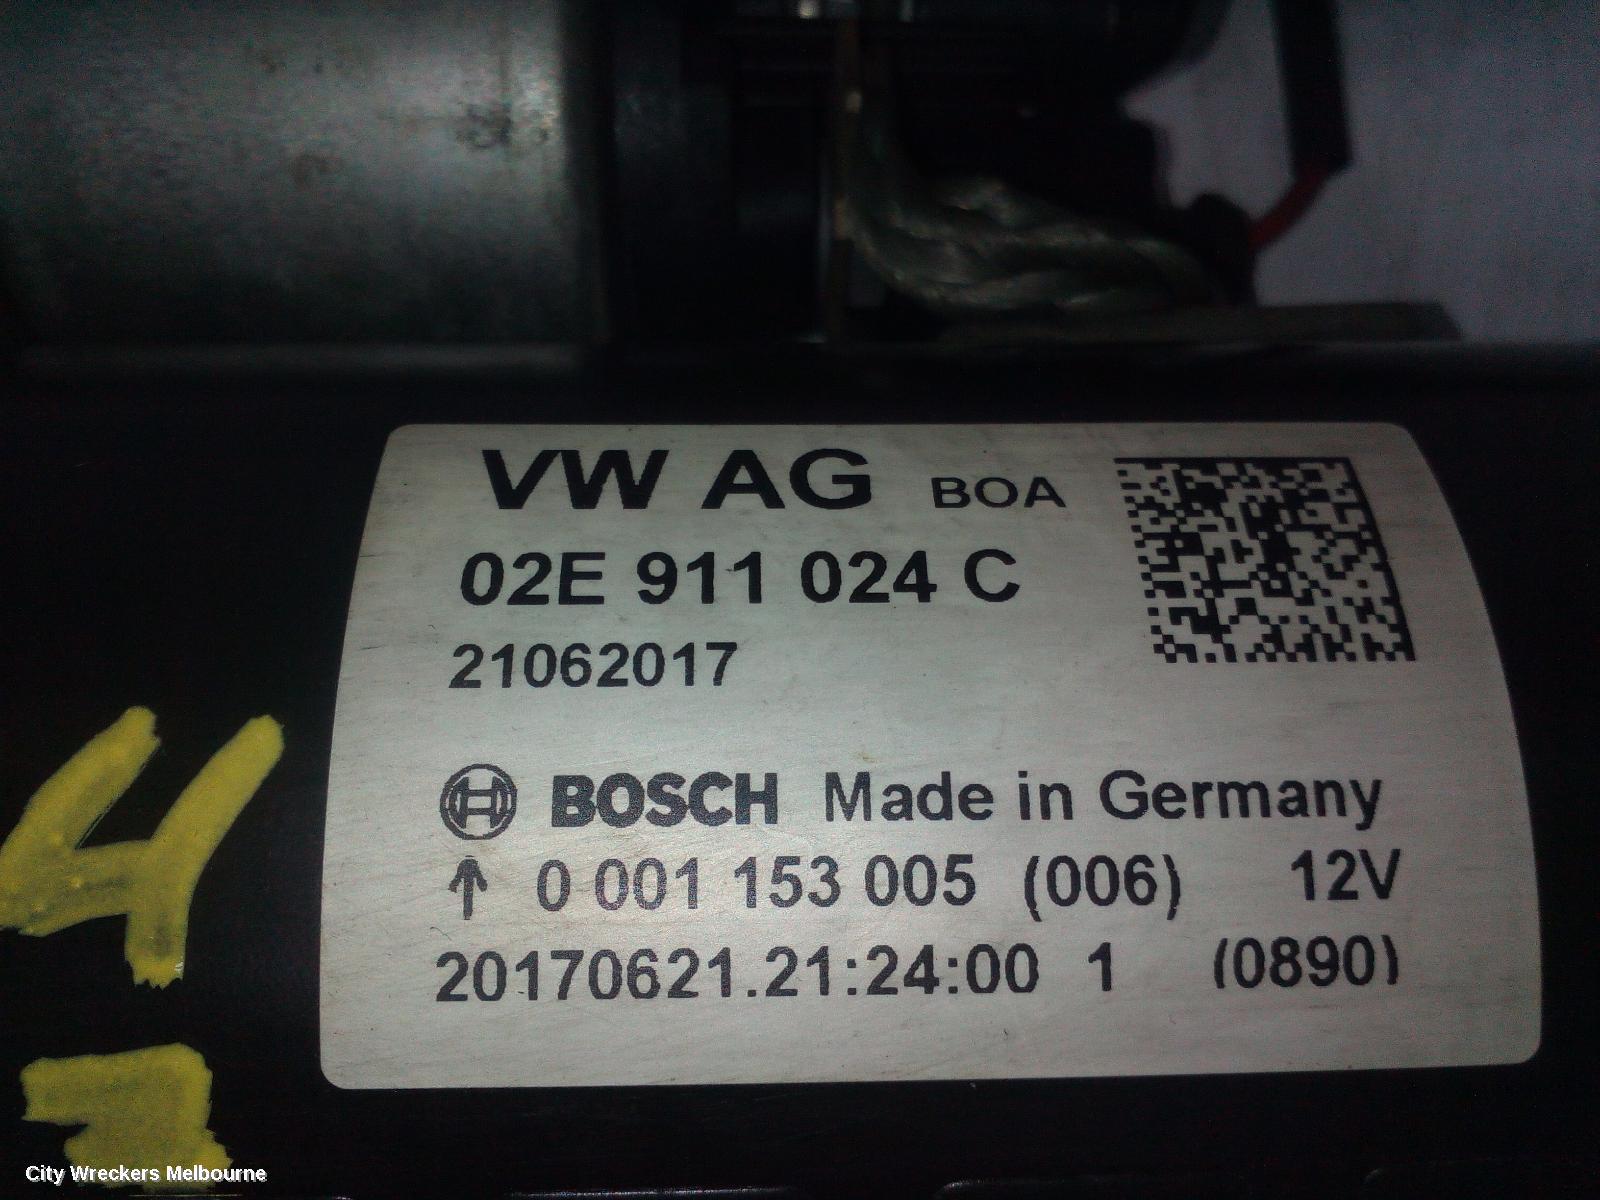 VW AG BOA
02E 911 024 C
21062017
BOSCH Made in Germany
↑ 0 001 153 005 (006) 12V
20170621.21:24:00 1 (0890)
4
City Wreckers Melbourne